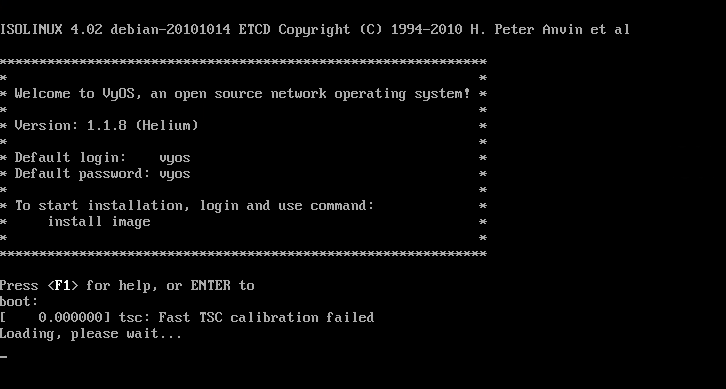 ISOLINUX 4.02 debian-20101014 ETCD Copyright (C) 1994-2010 H. Peter Anvin et al
************************************************************
*                                                          *
* Welcome to VyOS, an open source network operating system! *
*                                                          *
* Version: 1.1.8 (Helium)                                  *
*                                                          *
* Default login:    vyos                                   *
* Default password: vyos                                   *
*                                                          *
* To start installation, login and use command:            *
*     install image                                        *
*                                                          *
************************************************************
Press <F1> for help, or ENTER to
boot:
[    0.000000] tsc: Fast TSC calibration failed
Loading, please wait...
_